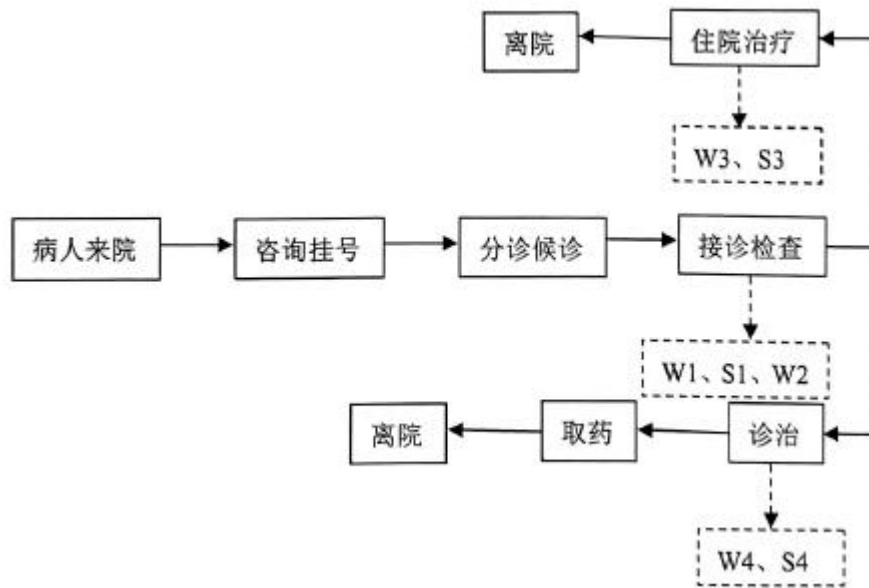 离院
住院治疗
W3、S3
病人来院
咨询挂号
分诊候诊
接诊检查
W1、S1、W2
离院
取药
诊治
W4、S4